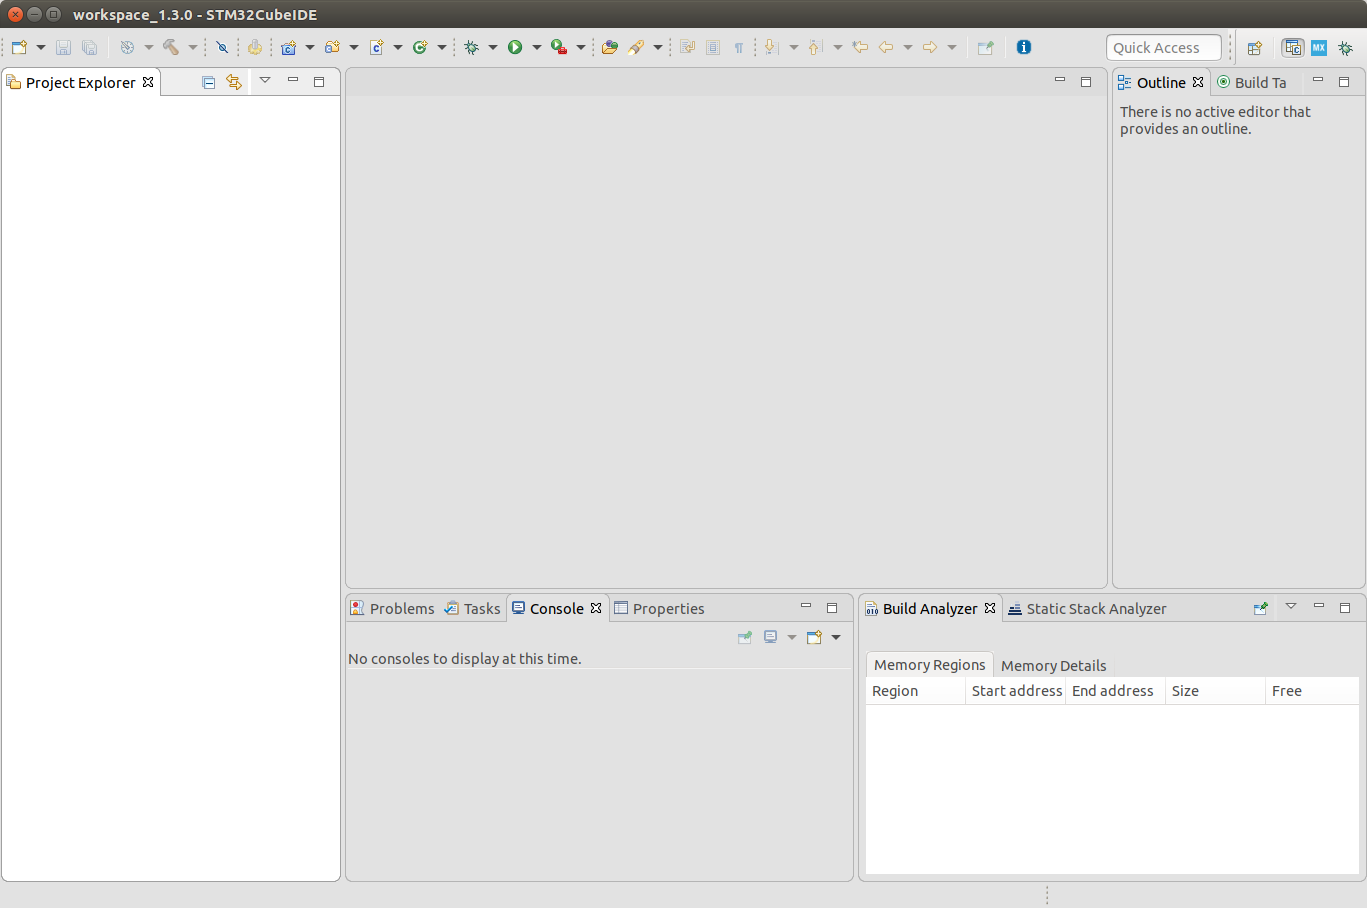 workspace_1.3.0 - STM32CubeIDE
Quick Access
MX
Project Explorer
Outline
Build Ta
There is no active editor that
provides an outline.
Problems
Tasks
Console
Properties
No consoles to display at this time.
010
Build Analyzer
Static Stack Analyzer
Memory Regions
Memory Details
Region
Start address
End address
Size
Free